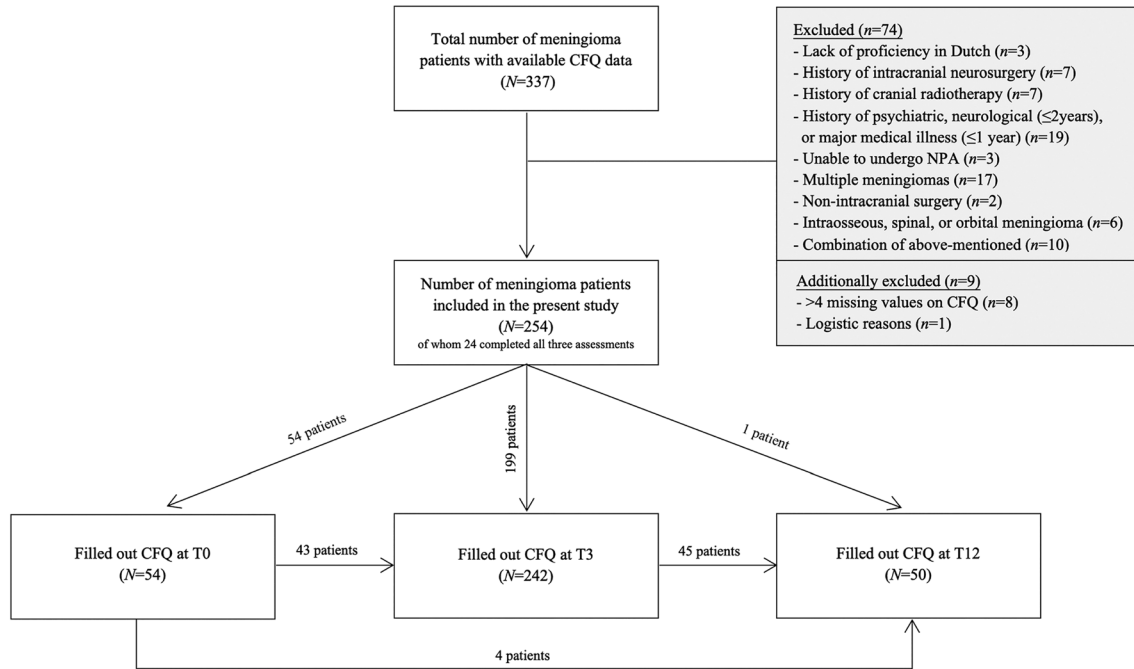 Total number of meningioma
patients with available CFQ data
(N=337)
Excluded (n=74)
- Lack of proficiency in Dutch (n=3)
- History of intracranial neurosurgery (n=7)
- History of cranial radiotherapy (n=7)
- History of psychiatric, neurological (≤2years),
or major medical illness (≤1 year) (n=19)
- Unable to undergo NPA (n=3)
- Multiple meningiomas (n=17)
- Non-intracranial surgery (n=2)
- Intraosseous, spinal, or orbital meningioma (n=6)
- Combination of above-mentioned (n=10)
Additionally excluded (n=9)
- >4 missing values on CFQ (n=8)
- Logistic reasons (n=1)
Number of meningioma patients
included in the present study
(N=254)
of whom 24 completed all three assessments
54 patients
199 patients
1 patient
Filled out CFQ at T0
(N=54)
43 patients
Filled out CFQ at T3
(N=242)
45 patients
Filled out CFQ at T12
(N=50)
4 patients